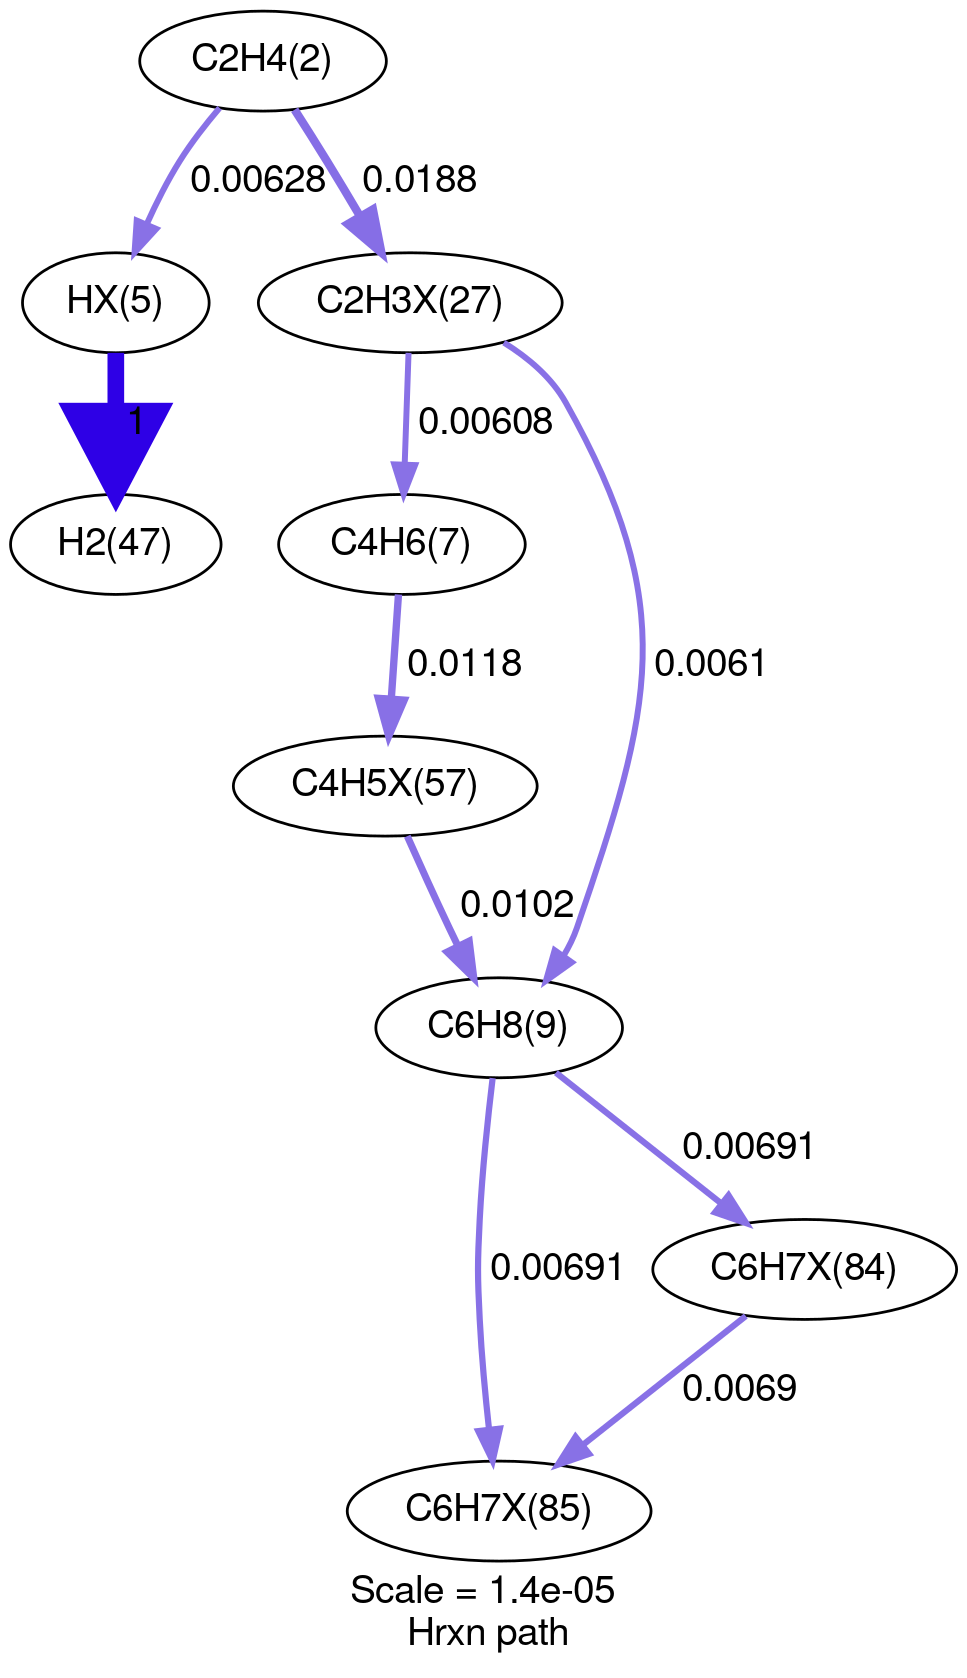 C2H4(2)
0.00628
0.0188
HX(5)
C2H3X(27)
1
0.00608
H2(47)
C4H6(7)
0.0118
0.0061
C4H5X(57)
0.0102
C6H8(9)
0.00691
0.00691
C6H7X(84)
0.0069
C6H7X(85)
Scale = 1.4e-05
Hrxn path